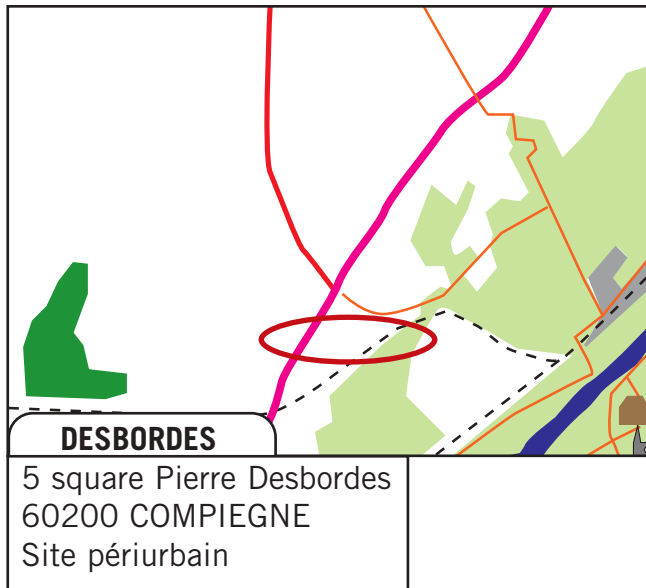 DESBORDES
5 square Pierre Desbordes
60200 COMPIEGNE
Site périurbain